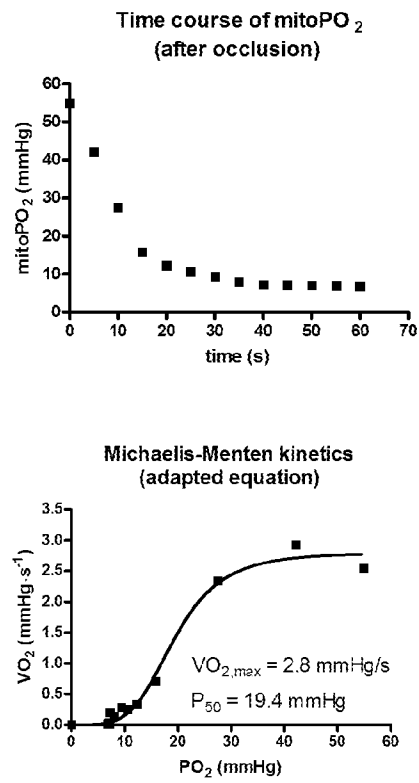 Time course of mitoPO₂
(after occlusion)
mitoPO₂ (mmHg)
60
50
40
30
20
10
0
0 10 20 30 40 50 60 70
time (s)
Michaelis-Menten kinetics
(adapted equation)
VO₂ (mmHg·s⁻¹)
3.5
3.0
2.5
2.0
1.5
1.0
0.5
0.0
VO₂,max = 2.8 mmHg/s
P₅₀ = 19.4 mmHg
0 10 20 30 40 50 60
PO₂ (mmHg)